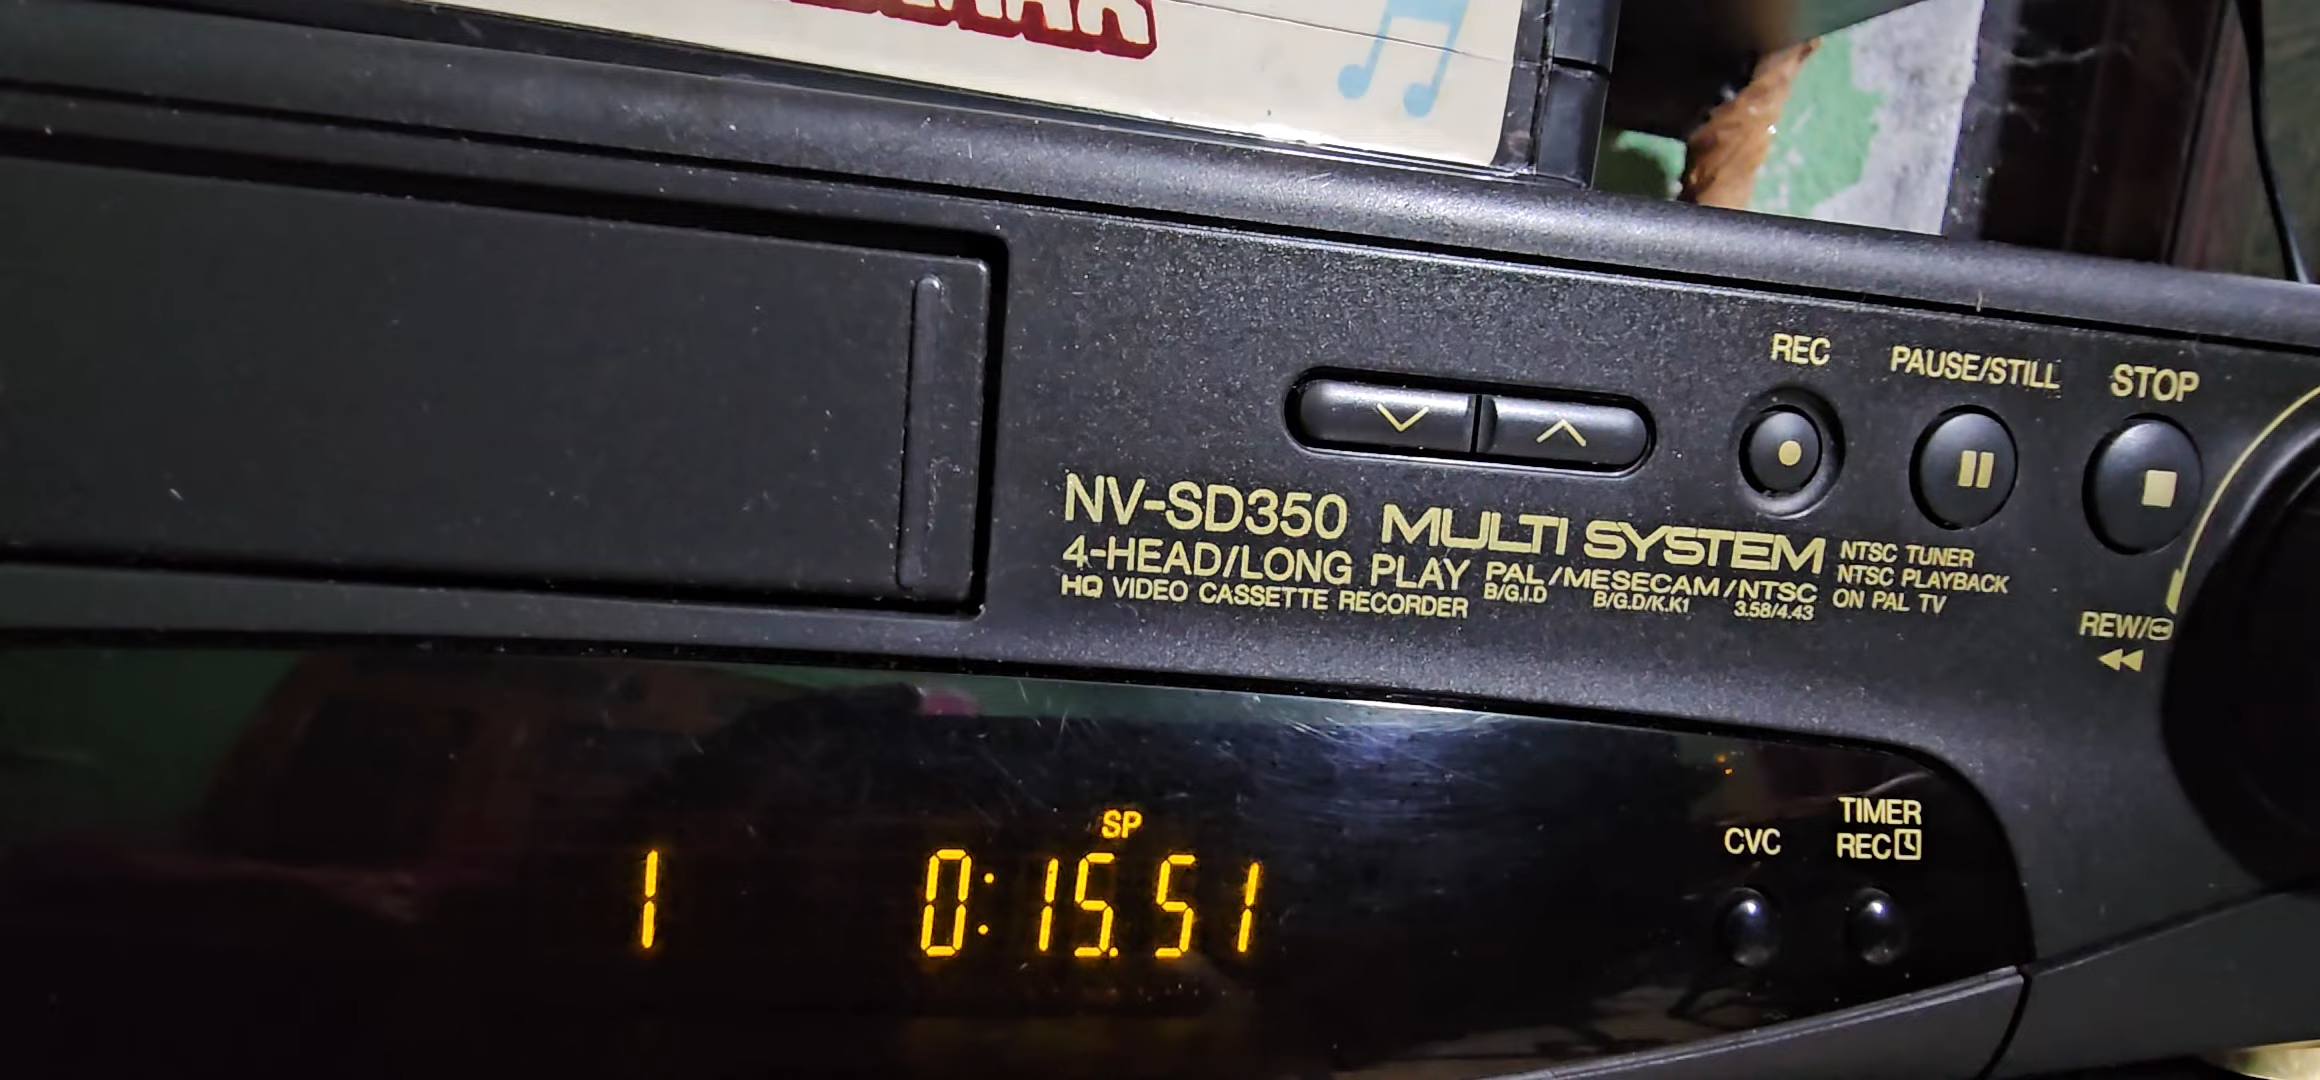 REC PAUSE/STILL STOP
NV-SD350 MULTI SYSTEM
4-HEAD/LONG PLAY PAL/MESECAM/NTSC
HQ VIDEO CASSETTE RECORDER B/G.I.D B/G.D/K.K1 3.58/4.43
NTSC TUNER
NTSC PLAYBACK
ON PAL TV
REW/
SP
1 0:15.51
CVC
TIMER
REC